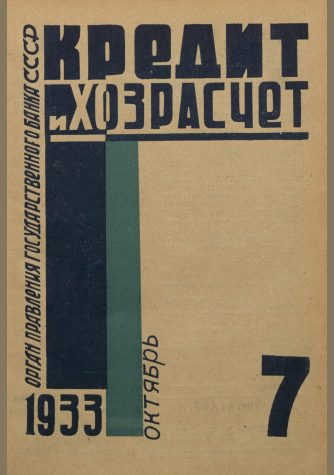 КРЕДИТ
и ХОЗРАСЧЕТ
ОРГАН ПРАВЛЕНИЯ ГОСУДАРСТВЕННОГО БАНКА СССР
1933
ОКТЯБРЬ
7